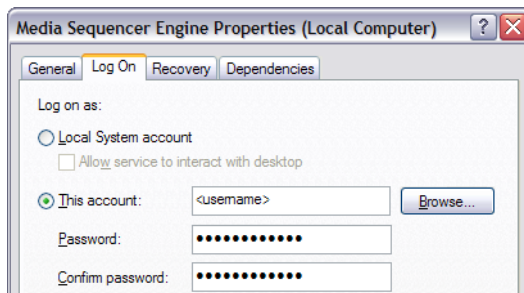 Media Sequencer Engine Properties (Local Computer) ?
General Log On Recovery Dependencies
Log on as:
Local System account
Allow service to interact with desktop
This account: <username> Browse...
Password: ••••••••••••
Confirm password: ••••••••••••